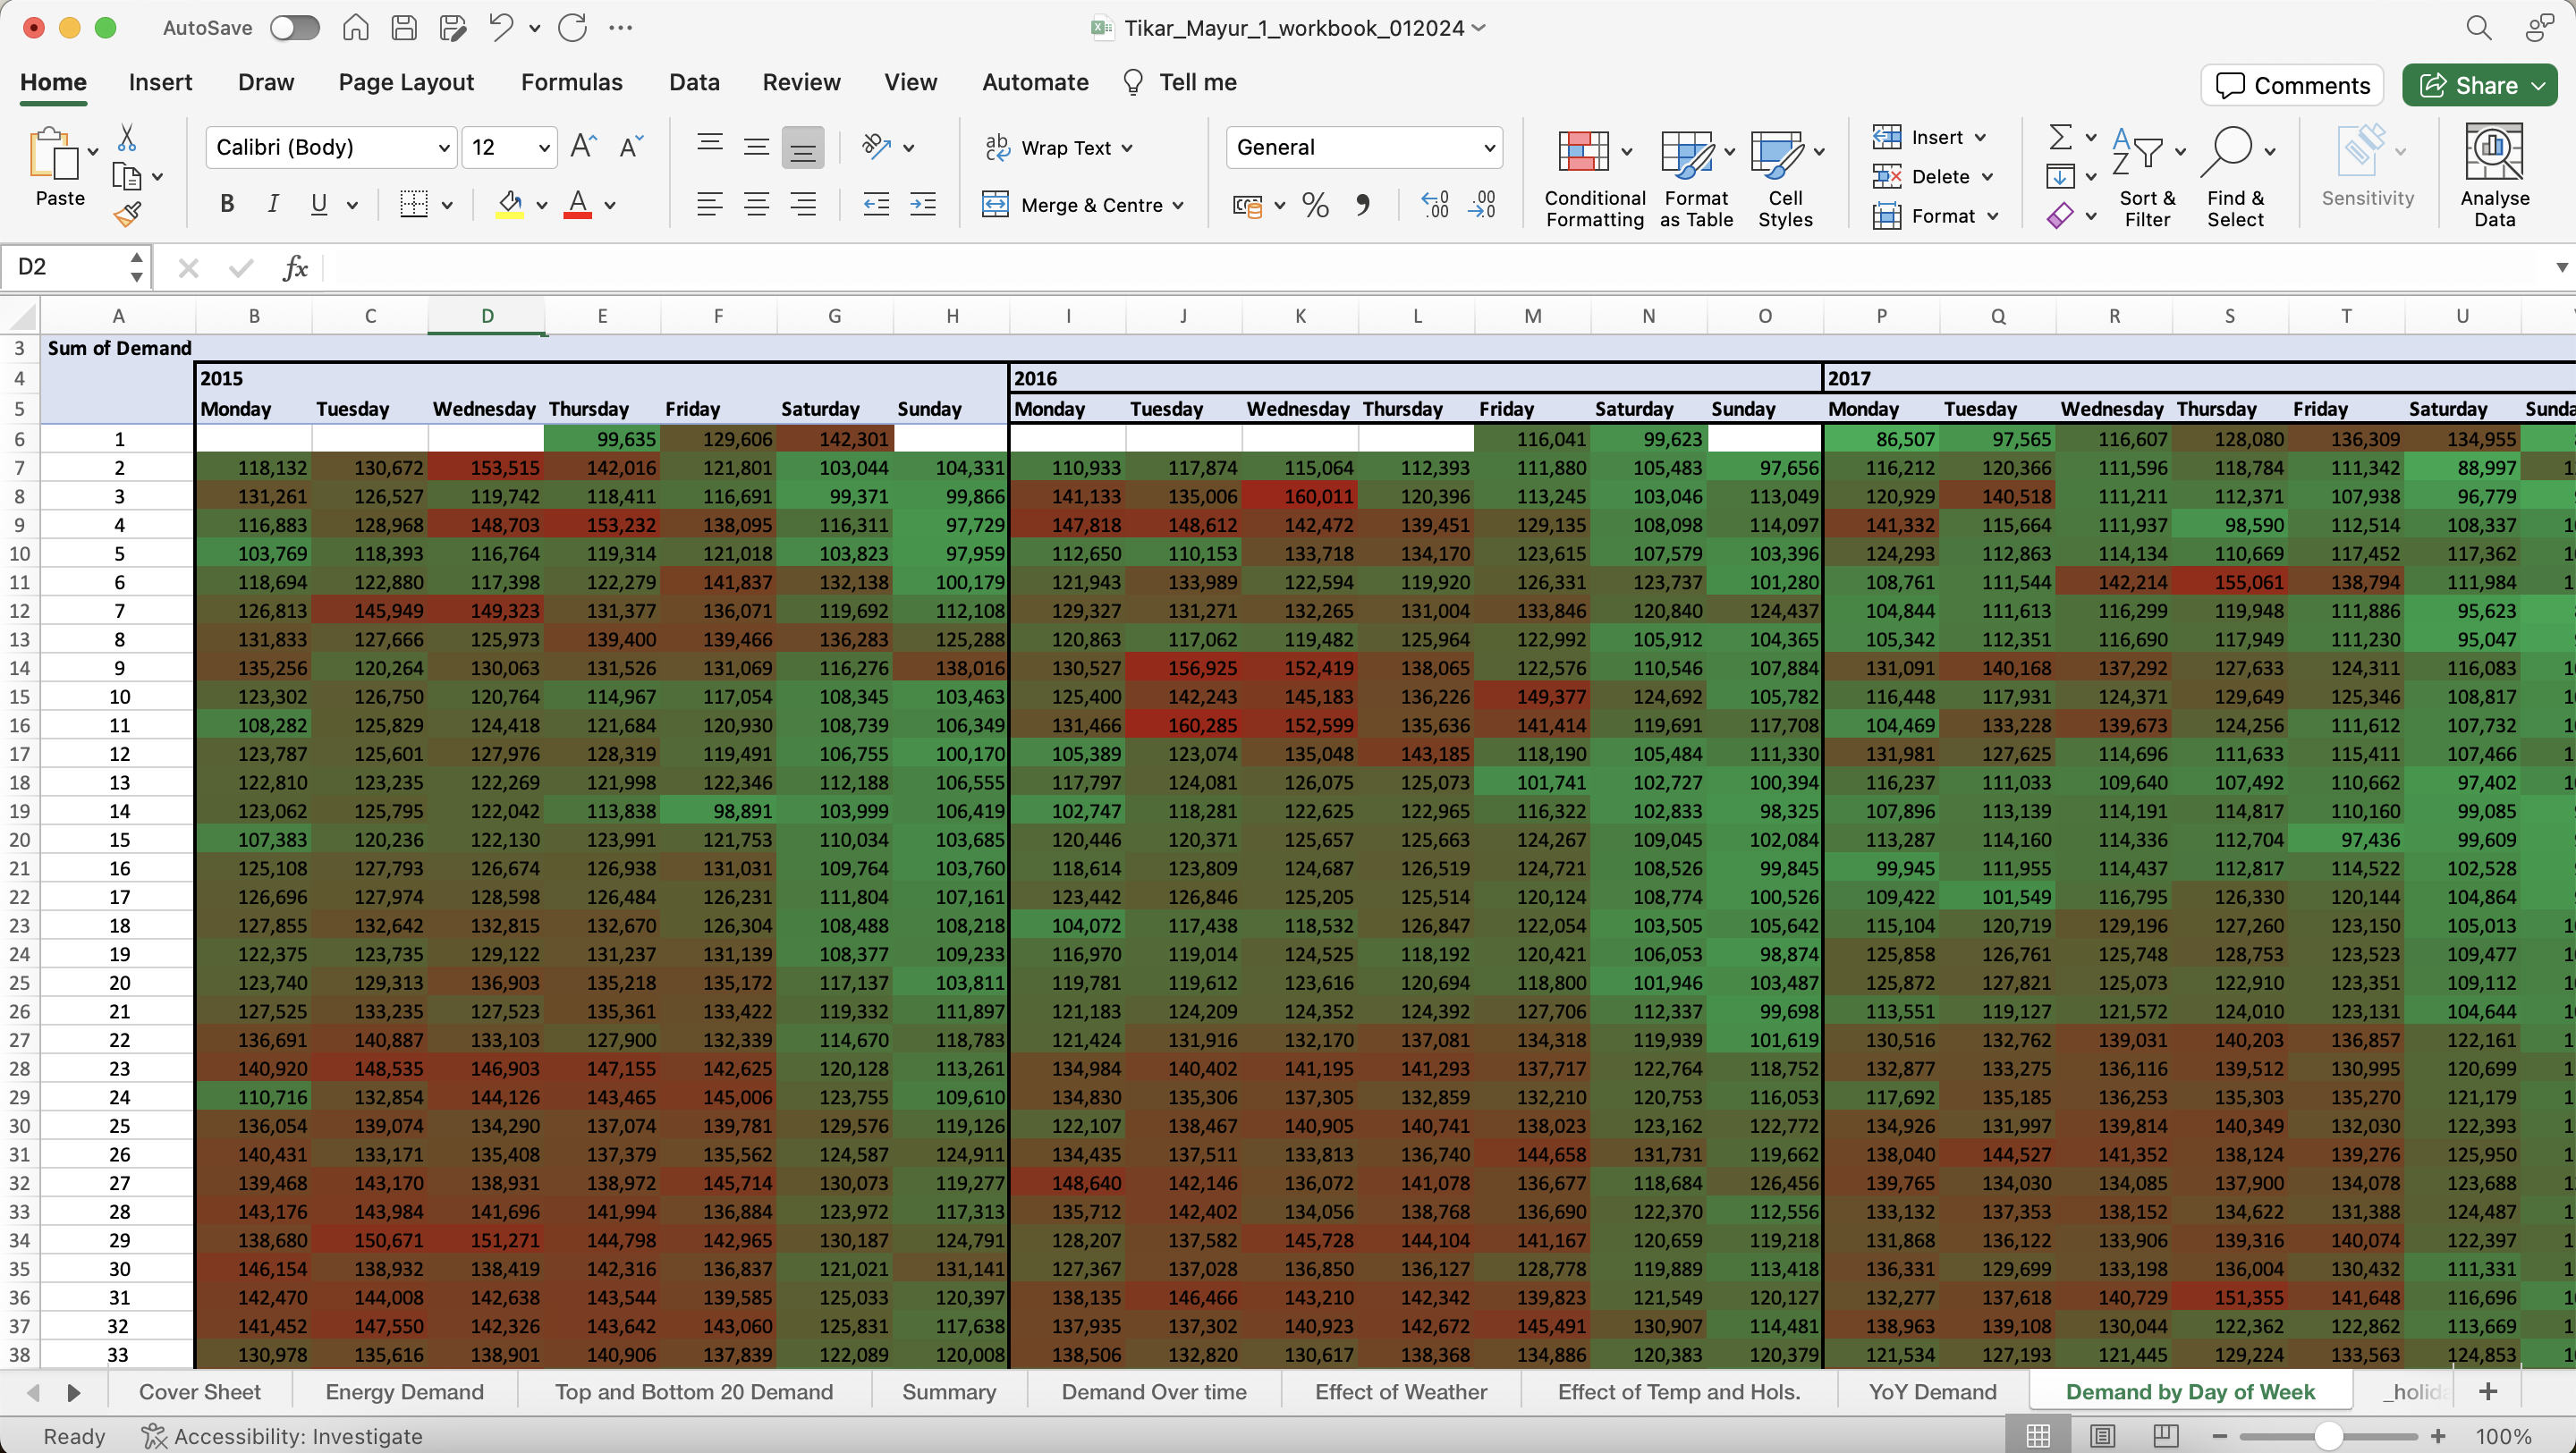 AutoSave
Tikar_Mayur_1_workbook_012024
Home Insert Draw Page Layout Formulas Data Review View Automate Tell me Comments Share
Paste Calibri (Body) 12 Wrap Text General Conditional Formatting Format as Table Cell Styles Insert Delete Format Sort & Filter Find & Select Sensitivity Analyse Data
B I U Merge & Centre
D2 fx
A B C D E F G H I J K L M N O P Q R S T U
3 Sum of Demand
4 2015 2016 2017
5 Monday Tuesday Wednesday Thursday Friday Saturday Sunday Monday Tuesday Wednesday Thursday Friday Saturday Sunday Monday Tuesday Wednesday Thursday Friday Saturday
6 1 99,635 129,606 142,301 116,041 99,623 86,507 97,565 116,607 128,080 136,309 134,955
7 2 118,132 130,672 153,515 142,016 121,801 103,044 104,331 110,933 117,874 115,064 112,393 111,880 105,483 97,656 116,212 120,366 111,596 118,784 111,342 88,997
8 3 131,261 126,527 119,742 118,411 116,691 99,371 99,866 141,133 135,006 160,011 120,396 113,245 103,046 113,049 120,929 140,518 111,211 112,371 107,938 96,779
9 4 116,883 128,968 148,703 153,232 138,095 116,311 97,729 147,818 148,612 142,472 139,451 129,135 108,098 114,097 141,332 115,664 111,937 98,590 112,514 108,337
10 5 103,769 118,393 116,764 119,314 121,018 103,823 97,959 112,650 110,153 133,718 134,170 123,615 107,579 103,396 124,293 112,863 114,134 110,669 117,452 117,362
11 6 118,694 122,880 117,398 122,279 141,837 132,138 100,179 121,943 133,989 122,594 119,920 126,331 123,737 101,280 108,761 111,544 142,214 155,061 138,794 111,984
12 7 126,813 145,949 149,323 131,377 136,071 119,692 112,108 129,327 131,271 132,265 131,004 133,846 120,840 124,437 104,844 111,613 116,299 119,948 111,886 95,623
13 8 131,833 127,666 125,973 139,400 139,466 136,283 125,288 120,863 117,062 119,482 125,964 122,992 105,912 104,365 105,342 112,351 116,690 117,949 111,230 95,047
14 9 135,256 120,264 130,063 131,526 131,069 116,276 138,016 130,527 156,925 152,419 138,065 122,576 110,546 107,884 131,091 140,168 137,292 127,633 124,311 116,083
15 10 123,302 126,750 120,764 114,967 117,054 108,345 103,463 125,400 142,243 145,183 136,226 149,377 124,692 105,782 116,448 117,931 124,371 129,649 125,346 108,817
16 11 108,282 125,829 124,418 121,684 120,930 108,739 106,349 131,466 160,285 152,599 135,636 141,414 119,691 117,708 104,469 133,228 139,673 124,256 111,612 107,732
17 12 123,787 125,601 127,976 128,319 119,491 106,755 100,170 105,389 123,074 135,048 143,185 118,190 105,484 111,330 131,981 127,625 114,696 111,633 115,411 107,466
18 13 122,810 123,235 122,269 121,998 122,346 112,188 106,555 117,797 124,081 126,075 125,073 101,741 102,727 100,394 116,237 111,033 109,640 107,492 110,662 97,402
19 14 123,062 125,795 122,042 113,838 98,891 103,999 106,419 102,747 118,281 122,625 122,965 116,322 102,833 98,325 107,896 113,139 114,191 114,817 110,160 99,085
20 15 107,383 120,236 122,130 123,991 121,753 110,034 103,685 120,446 120,371 125,657 125,663 124,267 109,045 102,084 113,287 114,160 114,336 112,704 97,436 99,609
21 16 125,108 127,793 126,674 126,938 131,031 109,764 103,760 118,614 123,809 124,687 126,519 124,721 108,526 99,845 99,945 111,955 114,437 112,817 114,522 102,528
22 17 126,696 127,974 128,598 126,484 126,231 111,804 107,161 123,442 126,846 125,205 125,514 120,124 108,774 100,526 109,422 101,549 116,795 126,330 120,144 104,864
23 18 127,855 132,642 132,815 132,670 126,304 108,488 108,218 104,072 117,438 118,532 126,847 122,054 103,505 105,642 115,104 120,719 129,196 127,260 123,150 105,013
24 19 122,375 123,735 129,122 131,237 131,139 108,377 109,233 116,970 119,014 124,525 118,192 120,421 106,053 98,874 125,858 126,761 125,748 128,753 123,523 109,477
25 20 123,740 129,313 136,903 135,218 135,172 117,137 103,811 119,781 119,612 123,616 120,694 118,800 101,946 103,487 125,872 127,821 125,073 122,910 123,351 109,112
26 21 127,525 133,235 127,523 135,361 133,422 119,332 111,897 121,183 124,209 124,352 124,392 127,706 112,337 99,698 113,551 119,127 121,572 124,010 123,131 104,644
27 22 136,691 140,887 133,103 127,900 132,339 114,670 118,783 121,424 131,916 132,170 137,081 134,318 119,939 101,619 130,516 132,762 139,031 140,203 136,857 122,161
28 23 140,920 148,535 146,903 147,155 142,625 120,128 113,261 134,984 140,402 141,195 141,293 137,717 122,764 118,752 132,877 133,275 136,116 139,512 130,995 120,699
29 24 110,716 132,854 144,126 143,465 145,006 123,755 109,610 134,830 135,306 137,305 132,859 132,210 120,753 116,053 117,692 135,185 136,253 135,303 135,270 121,179
30 25 136,054 139,074 134,290 137,074 139,781 129,576 119,126 122,107 138,467 140,905 140,741 138,023 123,162 122,772 134,926 131,997 139,814 140,349 132,030 122,393
31 26 140,431 133,171 135,408 137,379 135,562 124,587 124,911 134,435 137,511 133,813 136,740 144,658 131,731 119,662 138,040 144,527 141,352 138,124 139,276 125,950
32 27 139,468 143,170 138,931 138,972 145,714 130,073 119,277 148,640 142,146 136,072 141,078 136,677 118,684 126,456 139,765 134,030 134,085 137,900 134,078 123,688
33 28 143,176 143,984 141,696 141,994 136,884 123,972 117,313 135,712 142,402 134,056 138,768 136,690 122,370 112,556 133,132 137,353 138,152 134,622 131,388 124,487
34 29 138,680 150,671 151,271 144,798 142,965 130,187 124,791 128,207 137,582 145,728 144,104 141,167 120,659 119,218 131,868 136,122 133,906 139,316 140,074 122,397
35 30 146,154 138,932 138,419 142,316 136,837 121,021 131,141 127,367 137,028 136,850 136,127 128,778 119,889 113,418 136,331 129,699 133,198 136,004 130,432 111,331
36 31 142,470 144,008 142,638 143,544 139,585 125,033 120,397 138,135 146,466 143,210 142,342 139,823 121,549 120,127 132,277 137,618 140,729 151,355 141,648 116,696
37 32 141,452 147,550 142,326 143,642 143,060 125,831 117,638 137,935 137,302 140,923 142,672 145,491 130,907 114,481 138,963 139,108 130,044 122,362 122,862 113,669
38 33 130,978 135,616 138,901 140,906 137,839 122,089 120,008 138,506 132,820 130,617 138,368 134,886 120,383 120,379 121,534 127,193 121,445 129,224 133,563 124,853
Cover Sheet Energy Demand Top and Bottom 20 Demand Summary Demand Over time Effect of Weather Effect of Temp and Hols. YoY Demand Demand by Day of Week
Ready Accessibility: Investigate 100%